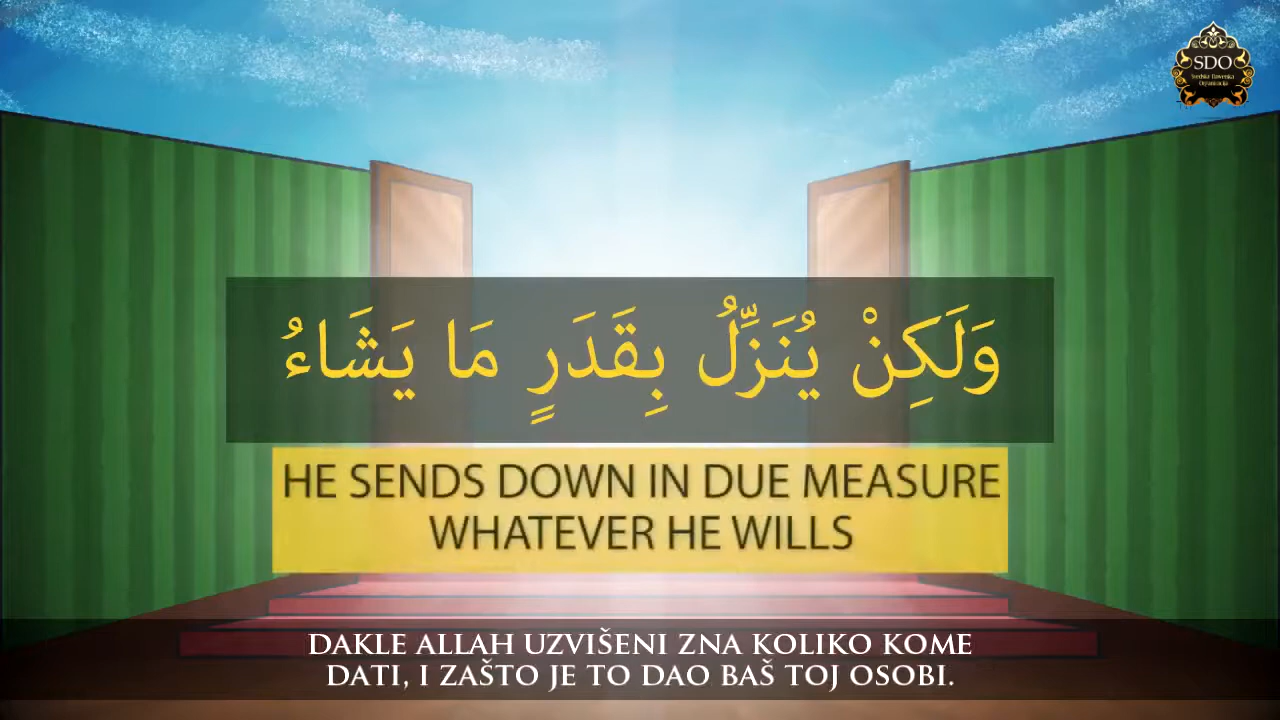 SDO
وَلَكِنْ يُنَزِّلُ بِقَدَرٍ مَا يَشَاءُ
HE SENDS DOWN IN DUE MEASURE
WHATEVER HE WILLS
DAKLE ALLAH UZVIŠENI ZNA KOLIKO KOME
DATI, I ZAŠTO JE TO DAO BAŠ TOJ OSOBI.